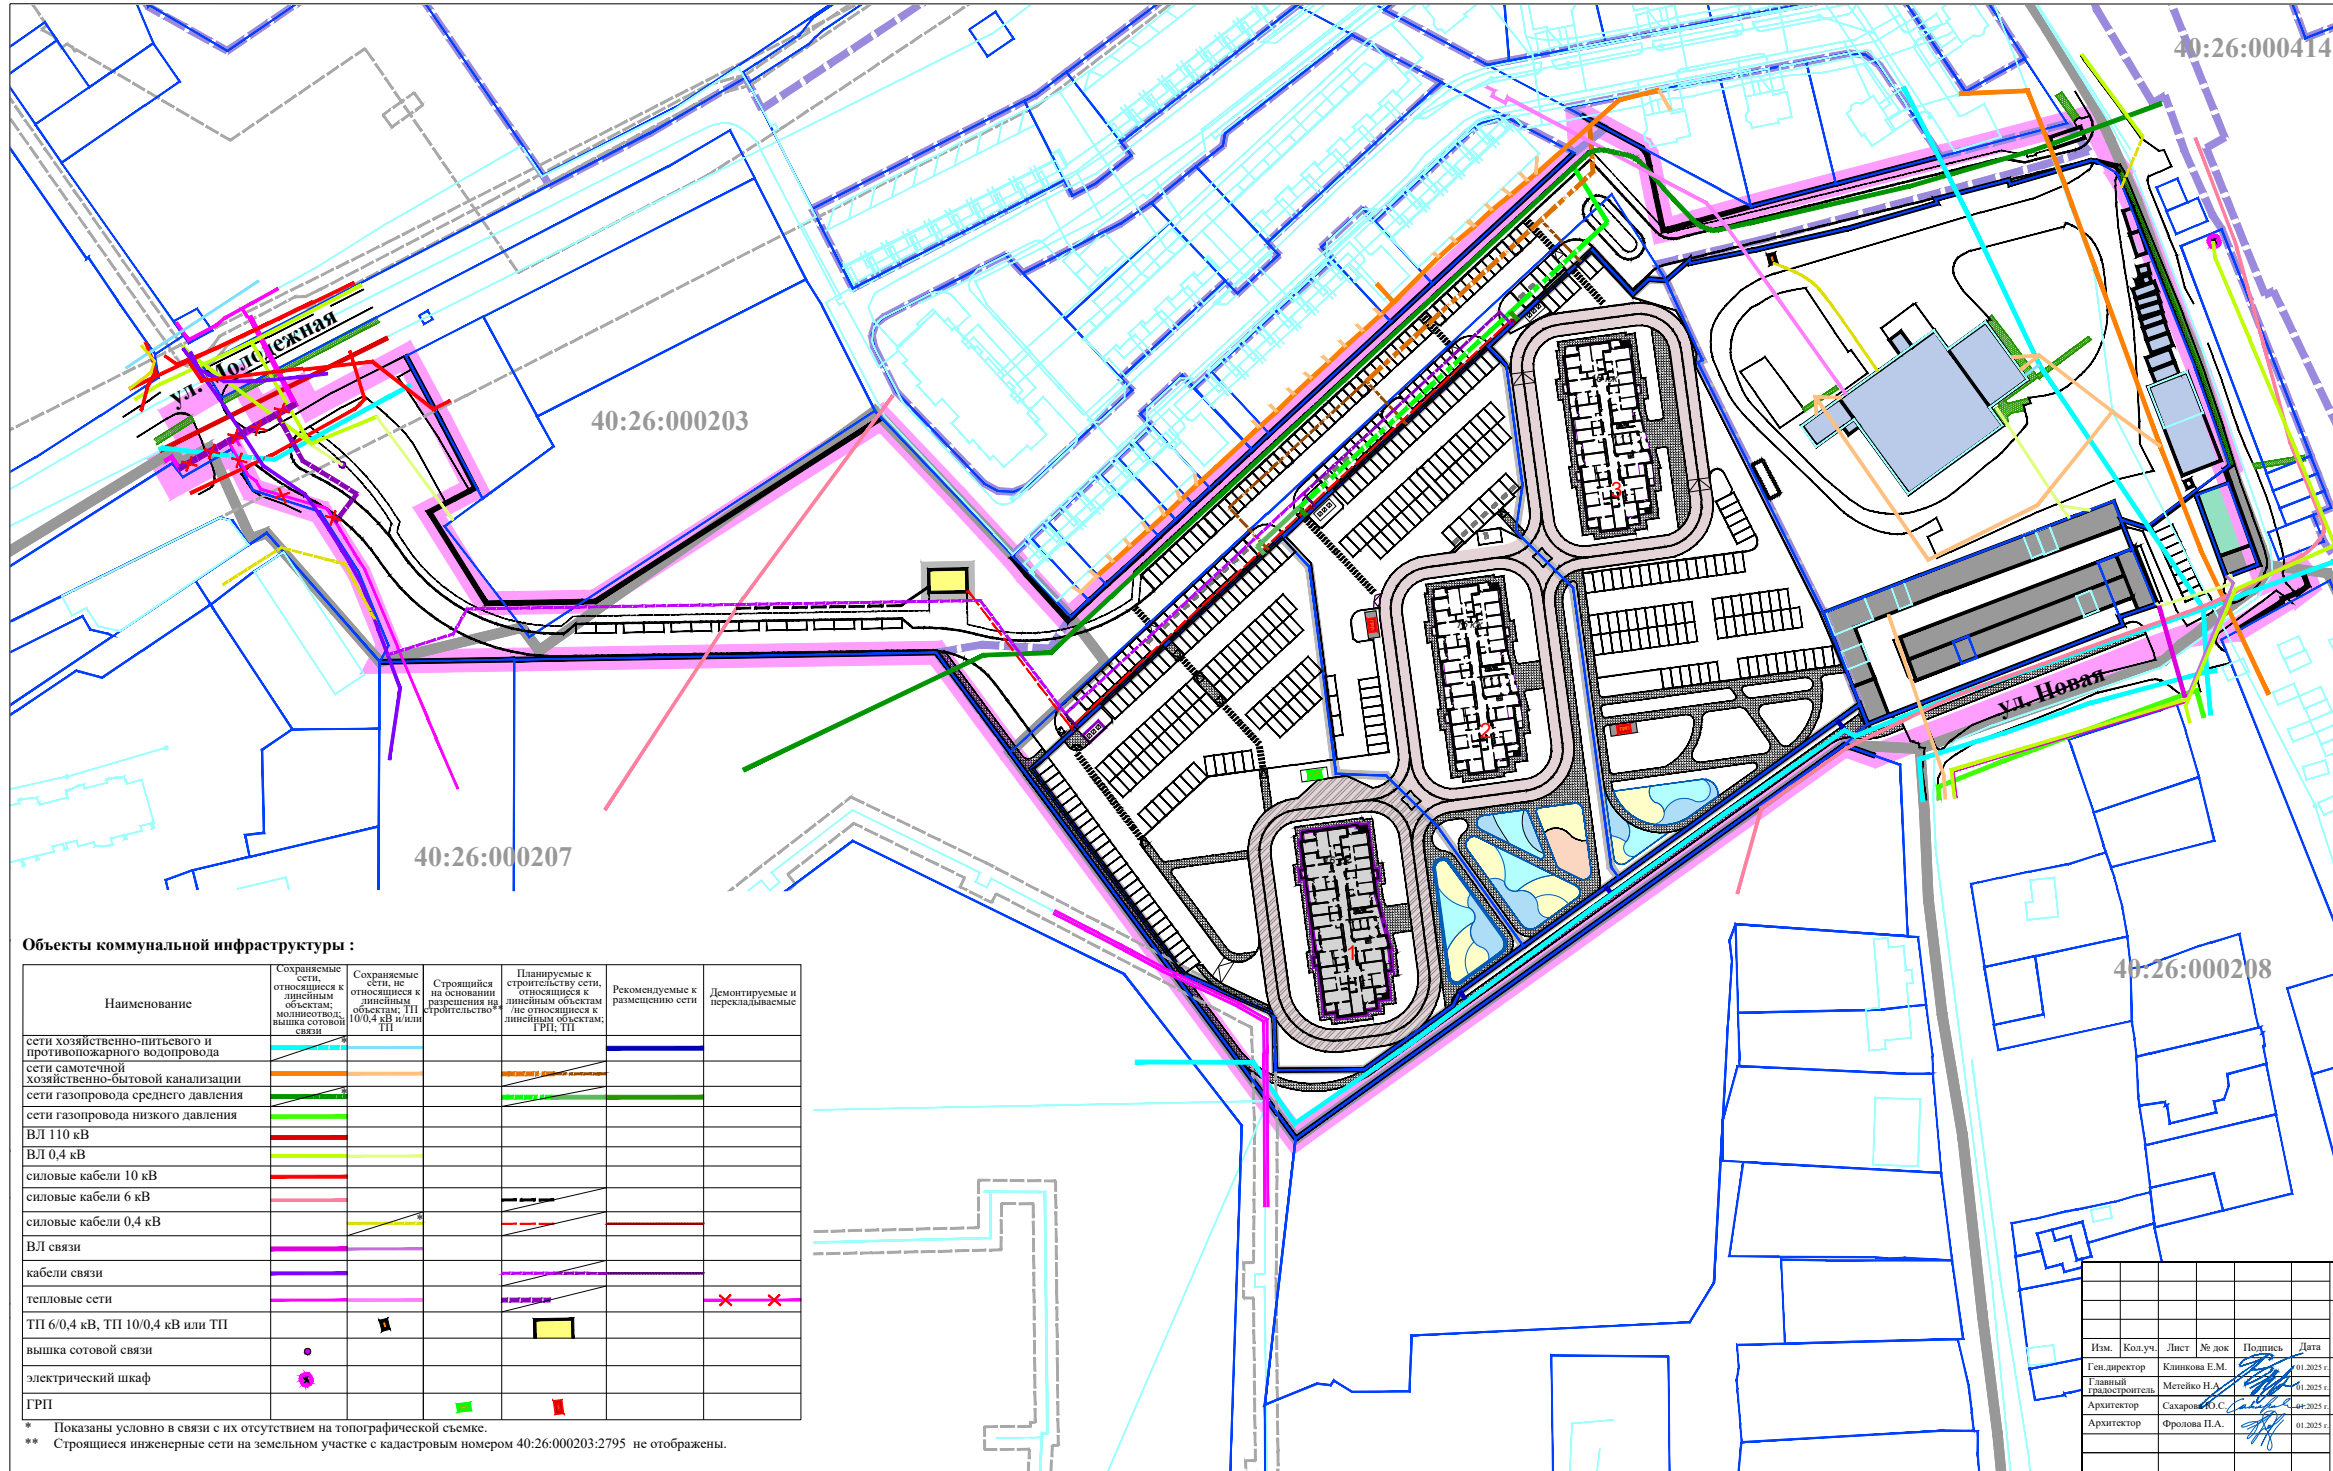 40:26:000414
ул. Молодежная
40:26:000203
3
2
ул. Новая
40:26:000207
1
40:26:000208
Объекты коммунальной инфраструктуры :
Наименование
Сохраняемые
сети,
относящиеся к
линейным
объектам;
молниеотвод;
вышка сотовой
связи
Сохраняемые
сети, не
относящиеся к
линейным
объектам; ТП
10/0,4 кВ и/или
ТП
Строящийся
на основании
разрешения на
строительство**
Планируемые к
строительству сети,
относящиеся к
линейным объектам
/не относящиеся к
линейным объектам;
ГРП; ТП
Рекомендуемые к
размещению сети
Демонтируемые и
перекладываемые
сети хозяйственно-питьевого и
противопожарного водопровода
*
сети самотечной
хозяйственно-бытовой канализации
сети газопровода среднего давления
*
сети газопровода низкого давления
ВЛ 110 кВ
ВЛ 0,4 кВ
силовые кабели 10 кВ
силовые кабели 6 кВ
силовые кабели 0,4 кВ
*
ВЛ связи
кабели связи
тепловые сети
ТП 6/0,4 кВ, ТП 10/0,4 кВ или ТП
вышка сотовой связи
электрический шкаф
ГРП
* Показаны условно в связи с их отсутствием на топографической съемке.
** Строящиеся инженерные сети на земельном участке с кадастровым номером 40:26:000203:2795 не отображены.
Изм. Кол.уч. Лист № док Подпись Дата
Ген.директор Клинкова Е.М. 01.2025 г.
Главный
градостроитель Метейко Н.А. 01.2025 г.
Архитектор Сахарова Ю.С. 01.2025 г.
Архитектор Фролова П.А. 01.2025 г.